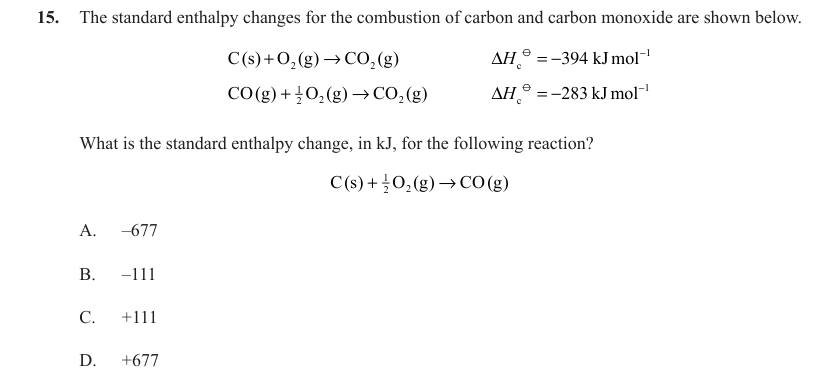 15. The standard enthalpy changes for the combustion of carbon and carbon monoxide are shown below.
C(s)+O₂(g)→CO₂(g) ΔH꜀⊖ =–394 kJ mol⁻¹
CO(g)+½O₂(g)→CO₂(g) ΔH꜀⊖ =–283 kJ mol⁻¹
What is the standard enthalpy change, in kJ, for the following reaction?
C(s)+½O₂(g)→CO(g)
A. –677
B. –111
C. +111
D. +677